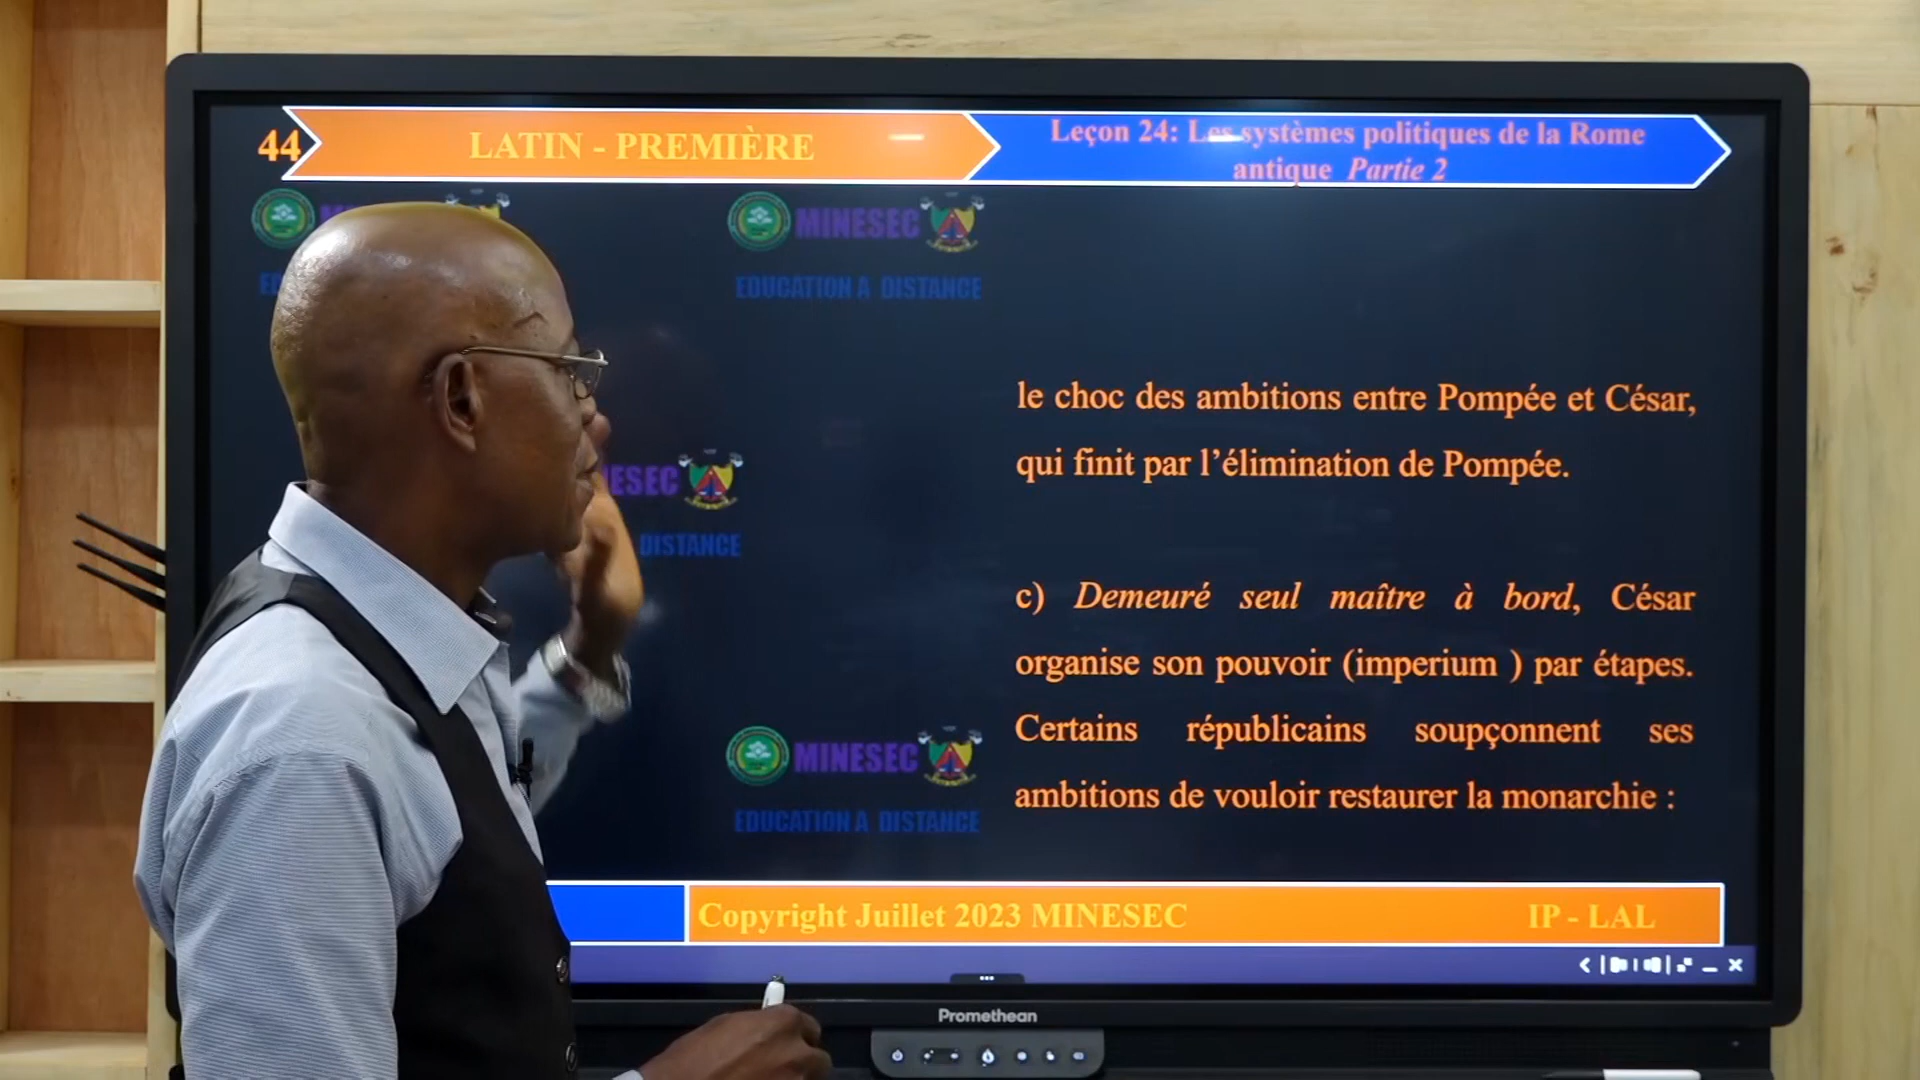 44
LATIN - PREMIÈRE
Leçon 24: Les systèmes politiques de la Rome
antique Partie 2
MINESEC
EDUCATION A DISTANCE
le choc des ambitions entre Pompée et César,
qui finit par l’élimination de Pompée.
MINESEC
DISTANCE
c) Demeuré seul maître à bord, César
organise son pouvoir (imperium ) par étapes.
Certains républicains soupçonnent ses
ambitions de vouloir restaurer la monarchie :
MINESEC
EDUCATION A DISTANCE
Copyright Juillet 2023 MINESEC
IP - LAL
Promethean